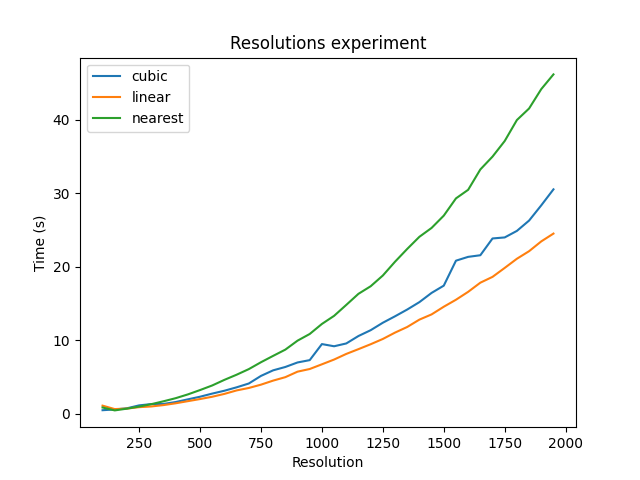 Resolutions experiment
cubic
linear
nearest
Time (s)
40
30
20
10
0
250 500 750 1000 1250 1500 1750 2000
Resolution